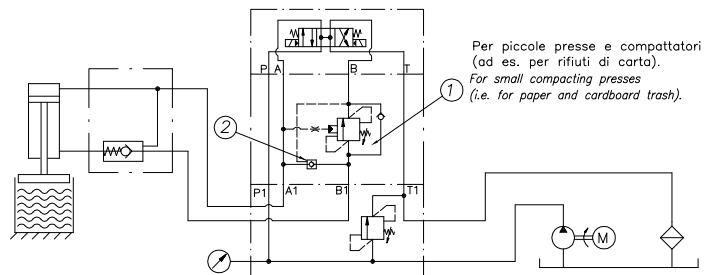 P A B T
Per piccole presse e compattatori
(ad es. per rifiuti di carta).
For small compacting presses
(i.e. for paper and cardboard trash).
1
2
P1 A1 B1 T1
M